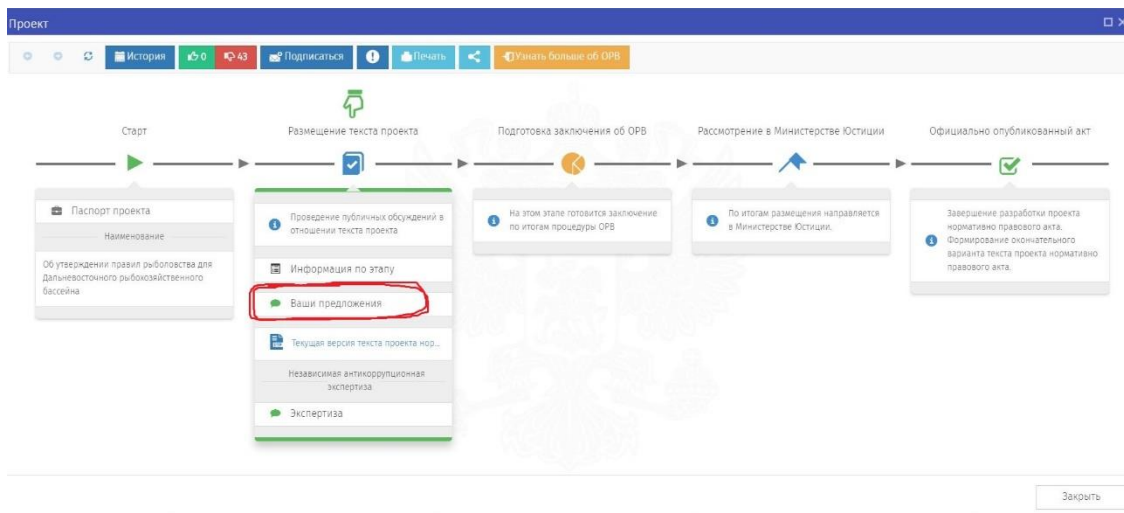 Проект
История
0
43
Подписаться
Печать
Узнать больше об ОРВ
Старт
Размещение текста проекта
Подготовка заключения об ОРВ
Рассмотрение в Министерстве Юстиции
Официально опубликованный акт
Паспорт проекта
Наименование
Об утверждении правил рыболовства для
Дальневосточного рыбохозяйственного
бассейна
Проведение публичных обсуждений в
отношении текста проекта
Информация по этапу
Ваши предложения
Текущая версия текста проекта нор...
Независимая антикоррупционная
экспертиза
Экспертиза
На этом этапе готовится заключение
по итогам процедуры ОРВ
По итогам размещения направляется
в Министерстве Юстиции.
Завершение разработки проекта
нормативно правового акта.
Формирование окончательного
варианта текста проекта нормативно
правового акта.
Закрыть